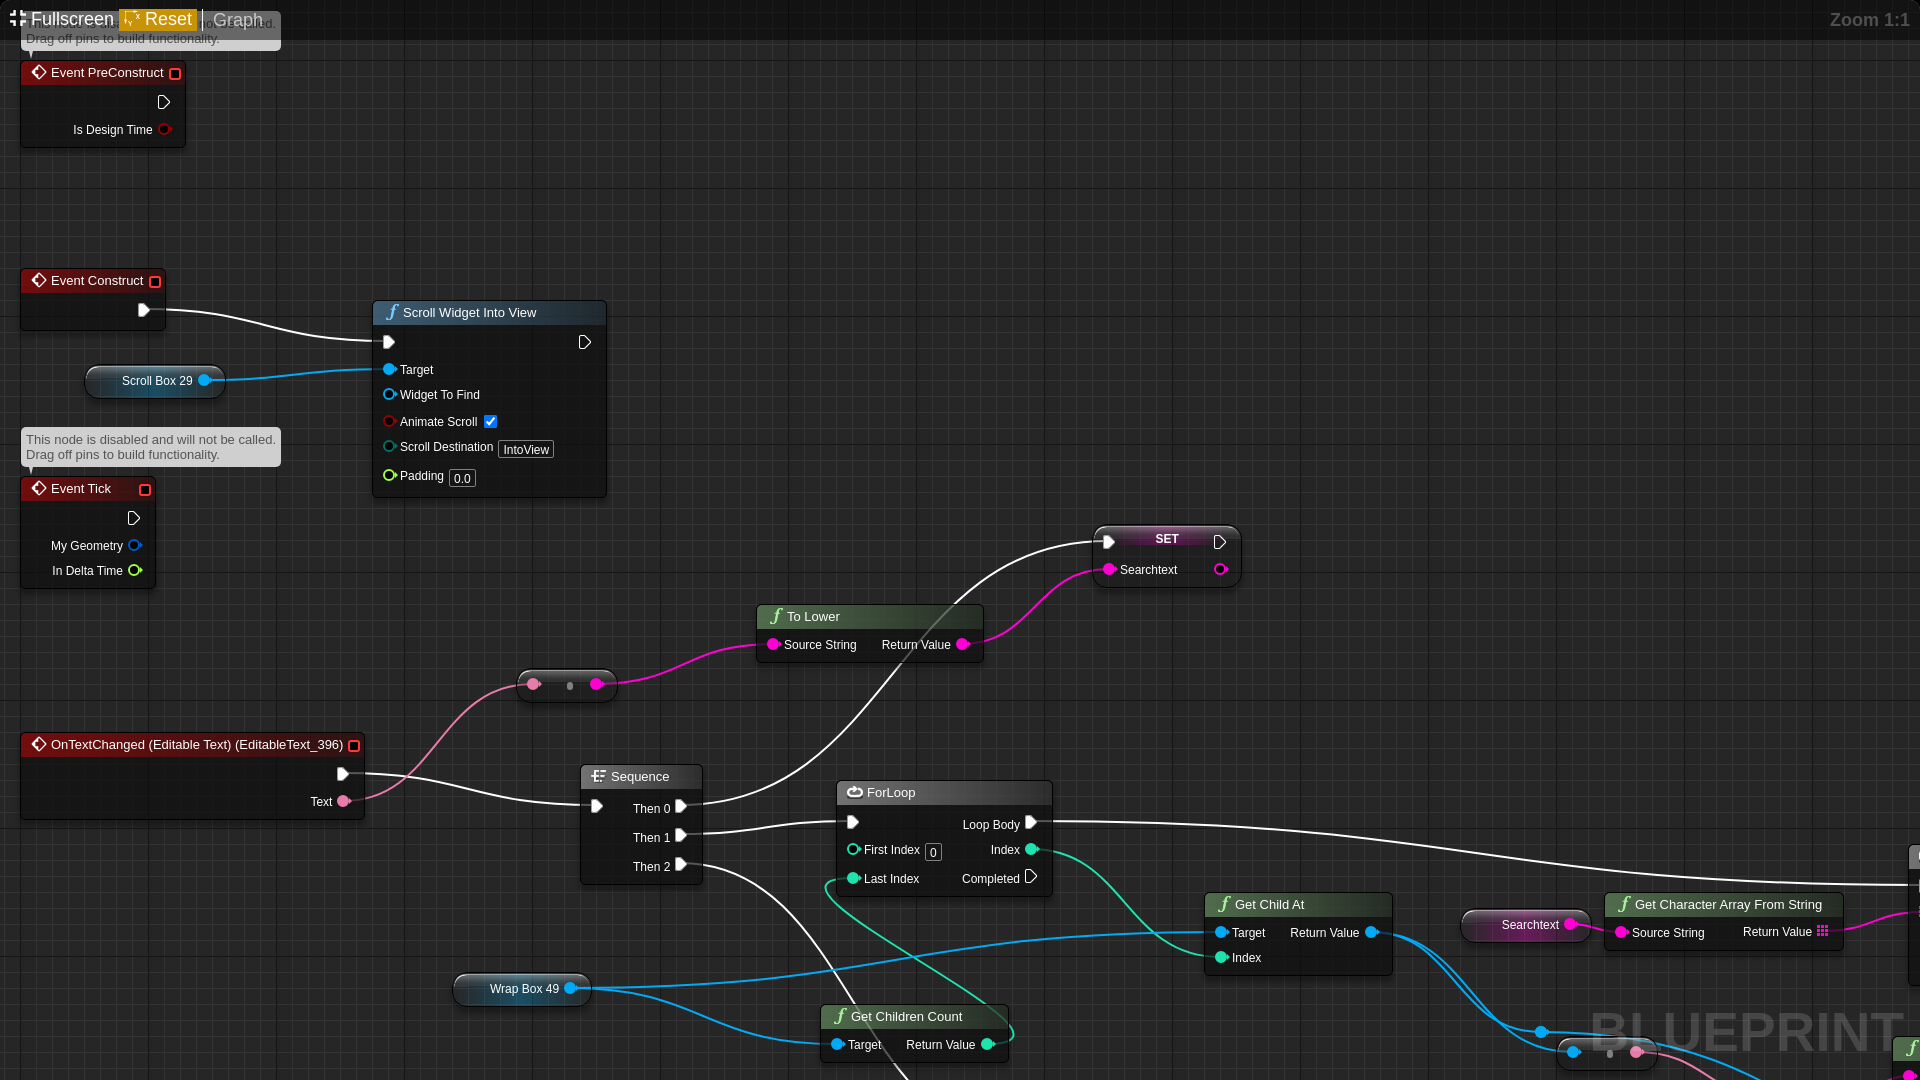 Fullscreen Reset Graph
Zoom 1:1
Drag off pins to build functionality.
Event PreConstruct
Is Design Time
Event Construct
Scroll Widget Into View
Target
Scroll Box 29
Widget To Find
Animate Scroll
Scroll Destination IntoView
Padding 0.0
This node is disabled and will not be called.
Drag off pins to build functionality.
Event Tick
My Geometry
In Delta Time
SET
Searchtext
To Lower
Source String Return Value
OnTextChanged (Editable Text) (EditableText_396)
Text
Sequence
Then 0
Then 1
Then 2
ForLoop
Loop Body
First Index 0 Index
Last Index Completed
Get Child At
Target Return Value
Index
Searchtext
Get Character Array From String
Source String Return Value
Wrap Box 49
Get Children Count
Target Return Value
BLUEPRINT